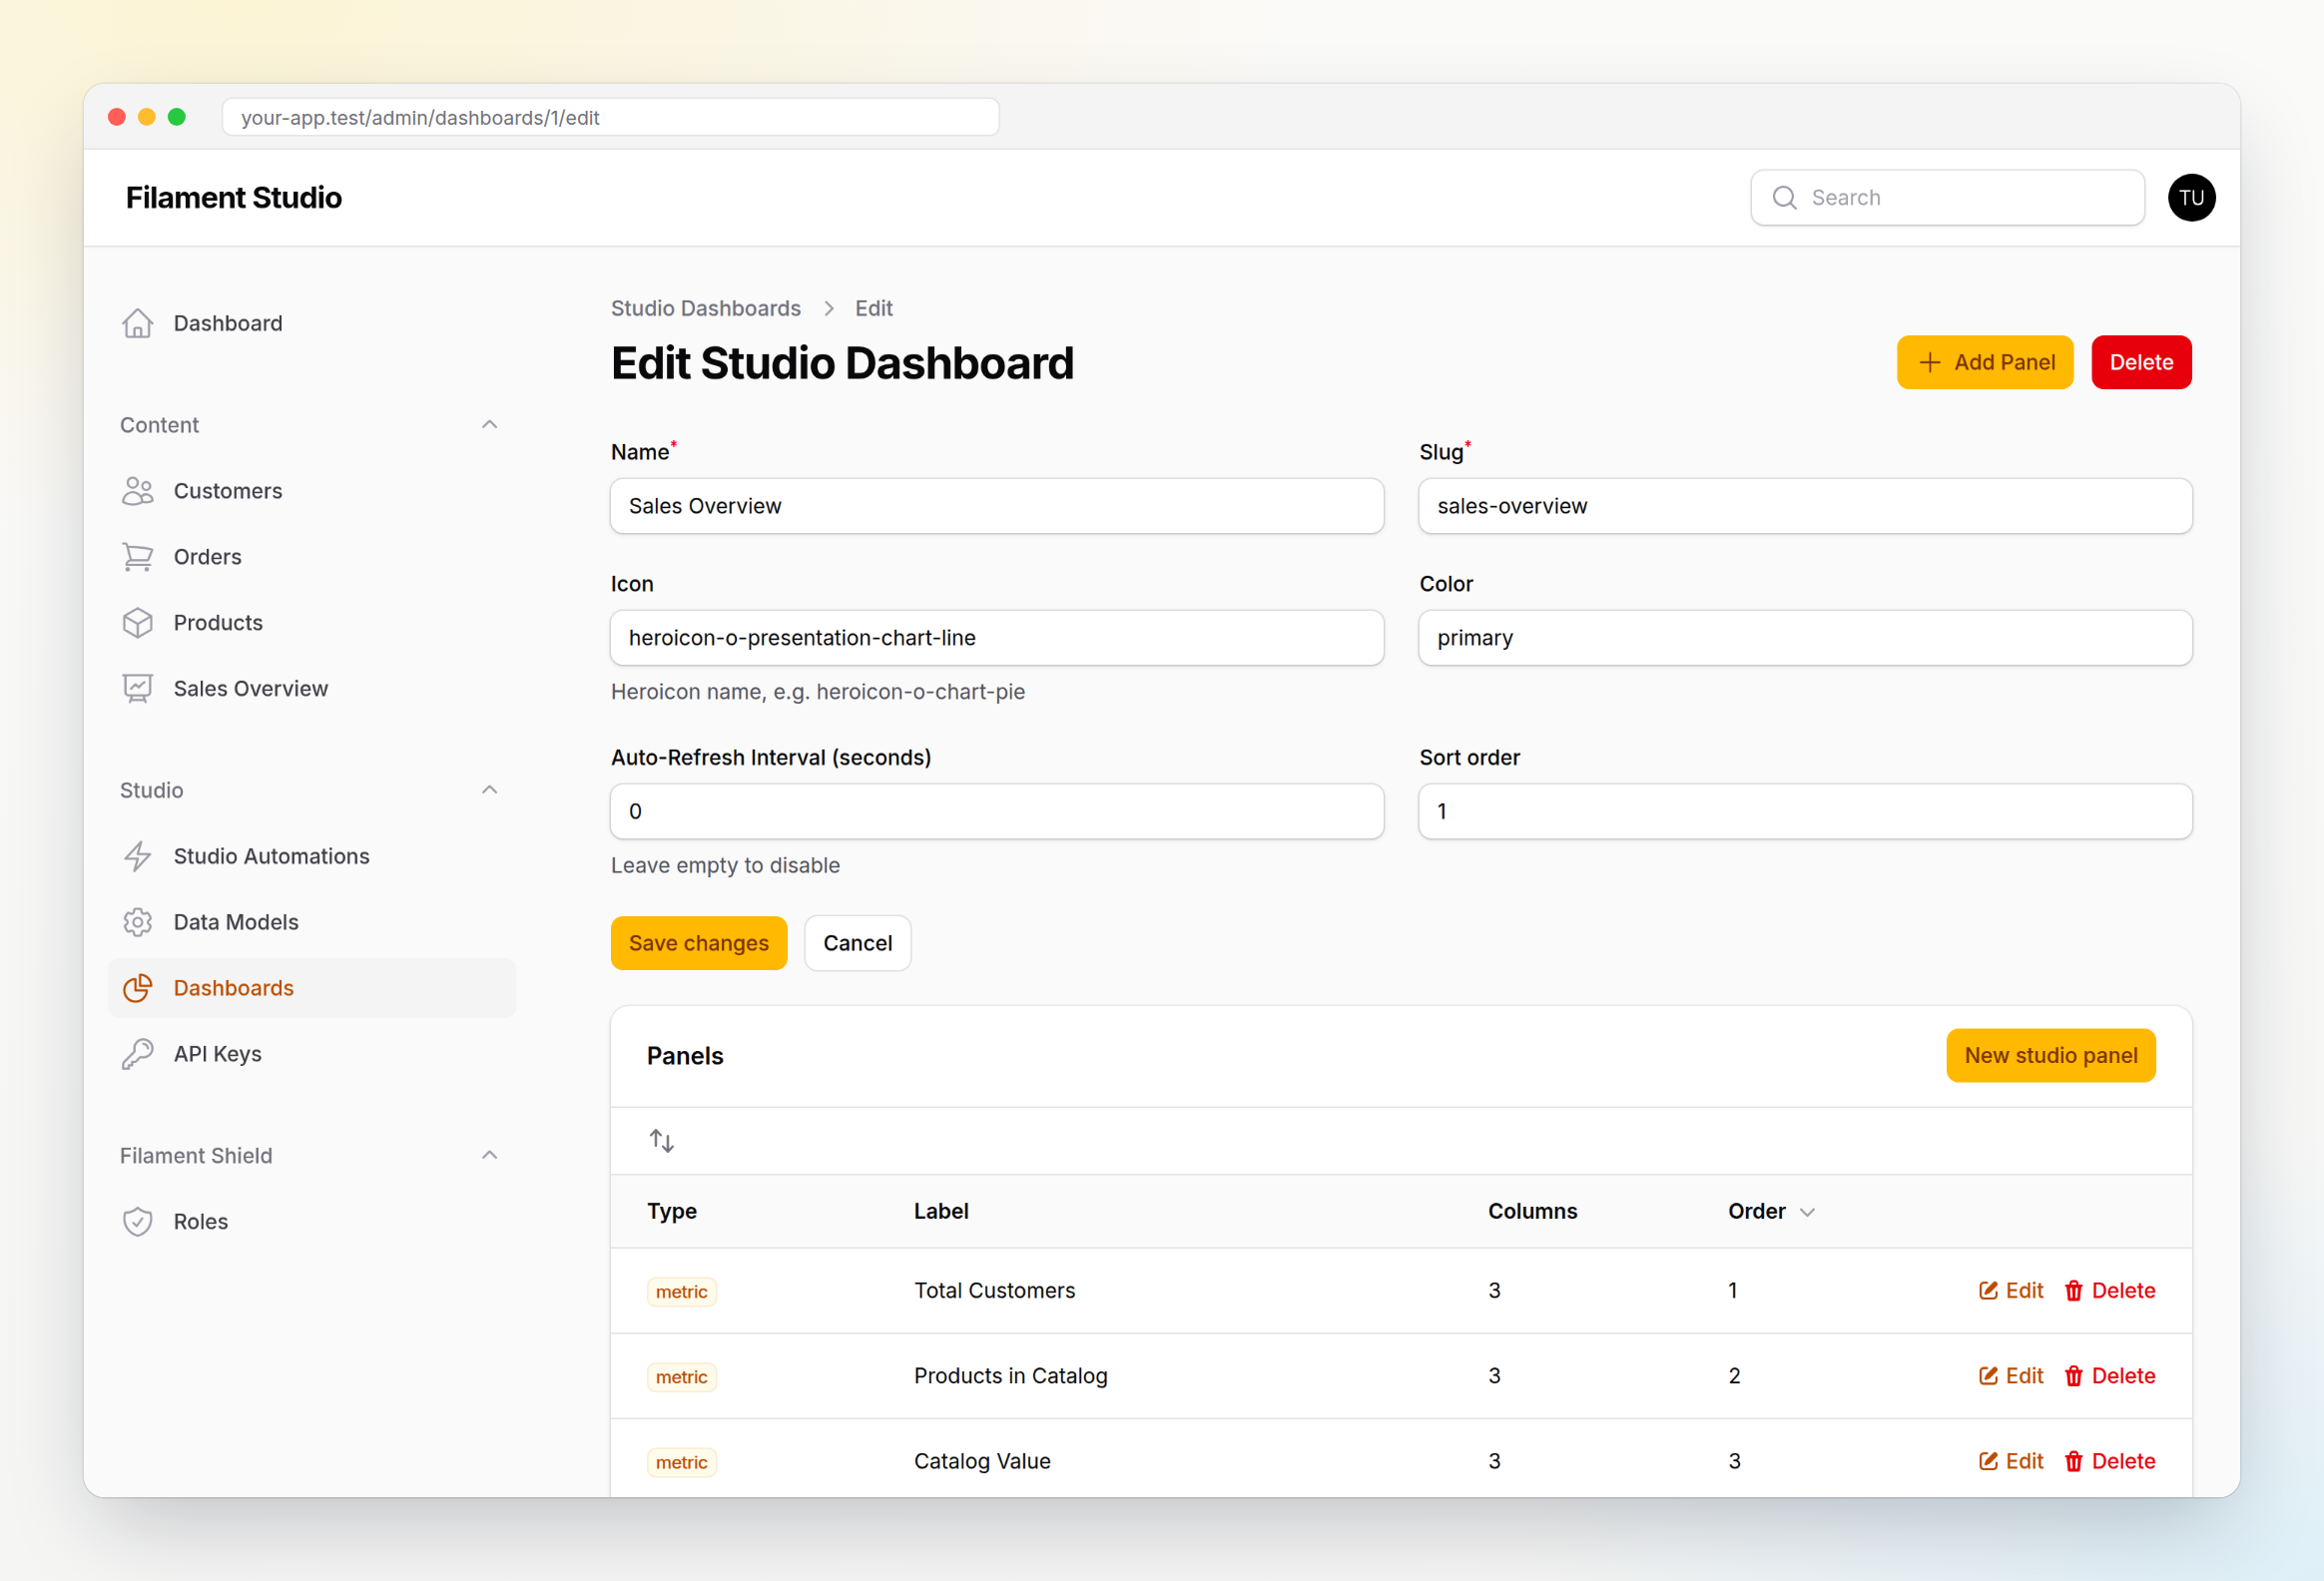 your-app.test/admin/dashboards/1/edit
Filament Studio
Search
TU
Dashboard
Content
Customers
Orders
Products
Sales Overview
Studio
Studio Automations
Data Models
Dashboards
API Keys
Filament Shield
Roles
Studio Dashboards > Edit
Edit Studio Dashboard
Add Panel
Delete
Name*
Slug*
Sales Overview
sales-overview
Icon
Color
heroicon-o-presentation-chart-line
primary
Heroicon name, e.g. heroicon-o-chart-pie
Auto-Refresh Interval (seconds)
Sort order
0
1
Leave empty to disable
Save changes
Cancel
Panels
New studio panel
Type Label Columns Order
metric Total Customers 3 1 Edit Delete
metric Products in Catalog 3 2 Edit Delete
metric Catalog Value 3 3 Edit Delete